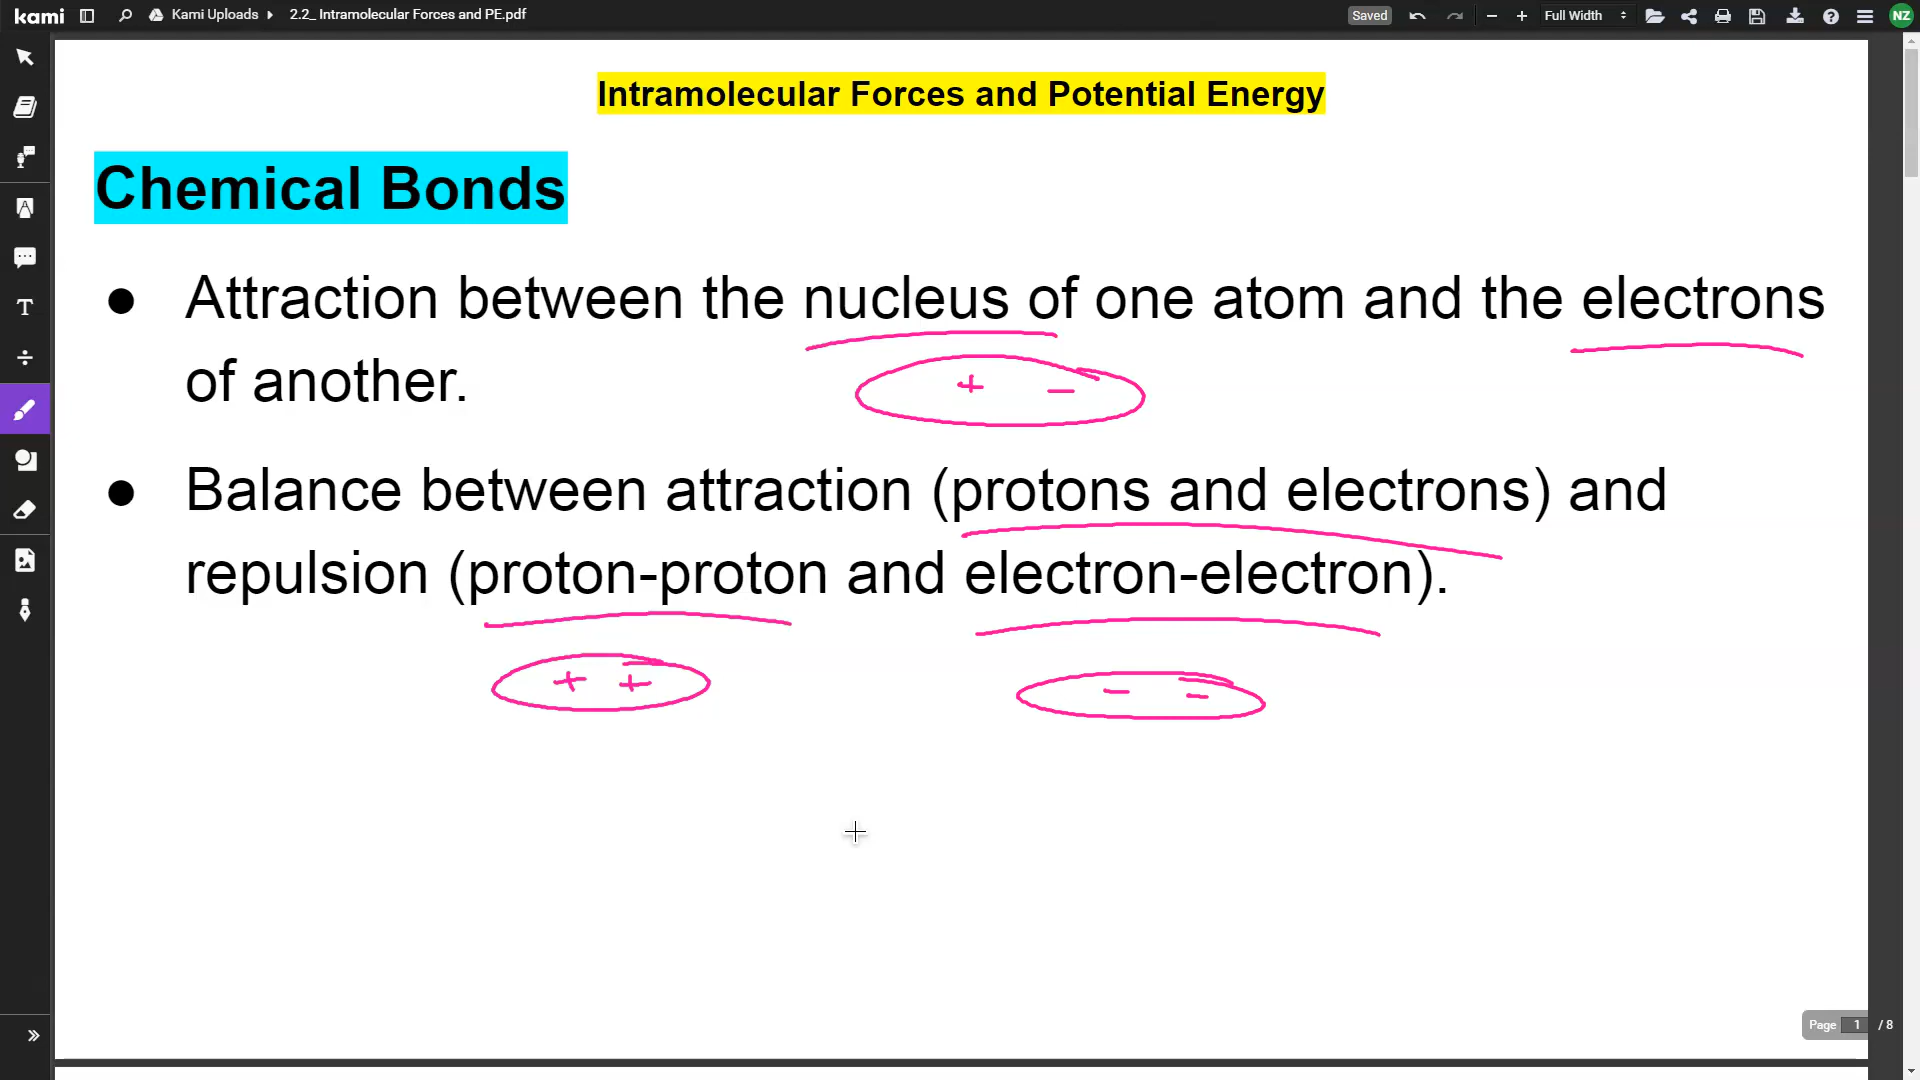 kami Kami Uploads 2.2_ Intramolecular Forces and PE.pdf Saved Full Width NZ
Intramolecular Forces and Potential Energy
Chemical Bonds
● Attraction between the nucleus of one atom and the electrons
of another.
+ −
● Balance between attraction (protons and electrons) and
repulsion (proton-proton and electron-electron).
+ + - -
Page 1 / 8